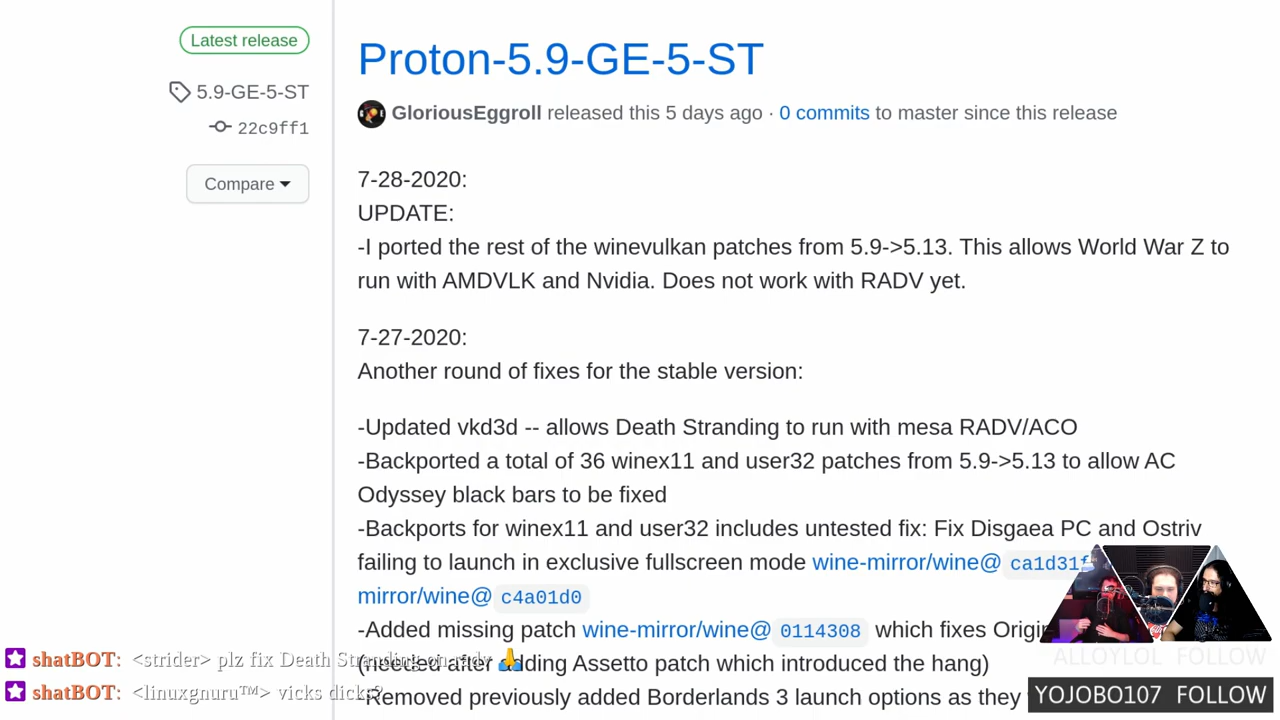 Latest release
Proton-5.9-GE-5-ST
5.9-GE-5-ST
22c9ff1
Compare
GloriousEggroll released this 5 days ago · 0 commits to master since this release
7-28-2020:
UPDATE:
-I ported the rest of the winevulkan patches from 5.9->5.13. This allows World War Z to
run with AMDVLK and Nvidia. Does not work with RADV yet.
7-27-2020:
Another round of fixes for the stable version:
-Updated vkd3d -- allows Death Stranding to run with mesa RADV/ACO
-Backported a total of 36 winex11 and user32 patches from 5.9->5.13 to allow AC
Odyssey black bars to be fixed
-Backports for winex11 and user32 includes untested fix: Fix Disgaea PC and Ostriv
failing to launch in exclusive fullscreen mode wine-mirror/wine@ ca1d31f
mirror/wine@ c4a01d0
-Added missing patch wine-mirror/wine@ 0114308 which fixes Origin
(needed after adding Assetto patch which introduced the hang)
-Removed previously added Borderlands 3 launch options as they
shatBOT: <strider> plz fix Death Stranding on radv
shatBOT: <linuxgnuru™> vicks dicks?
ALLOYLOL FOLLOW
YOJOBO107 FOLLOW